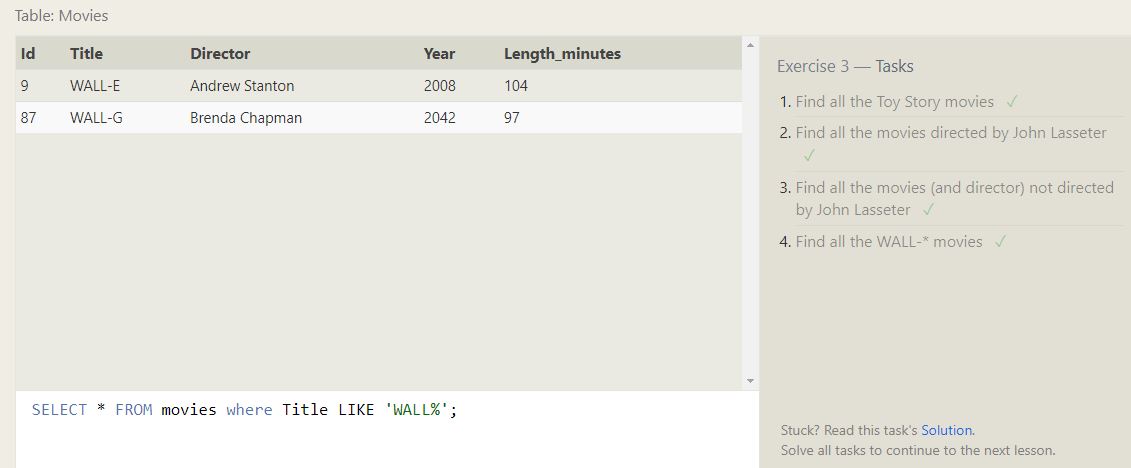 Table: Movies
Id Title Director Year Length_minutes
9 WALL-E Andrew Stanton 2008 104
87 WALL-G Brenda Chapman 2042 97
SELECT * FROM movies where Title LIKE 'WALL%';
Exercise 3 — Tasks
1. Find all the Toy Story movies ✓
2. Find all the movies directed by John Lasseter
✓
3. Find all the movies (and director) not directed
by John Lasseter ✓
4. Find all the WALL-* movies ✓
Stuck? Read this task's Solution.
Solve all tasks to continue to the next lesson.